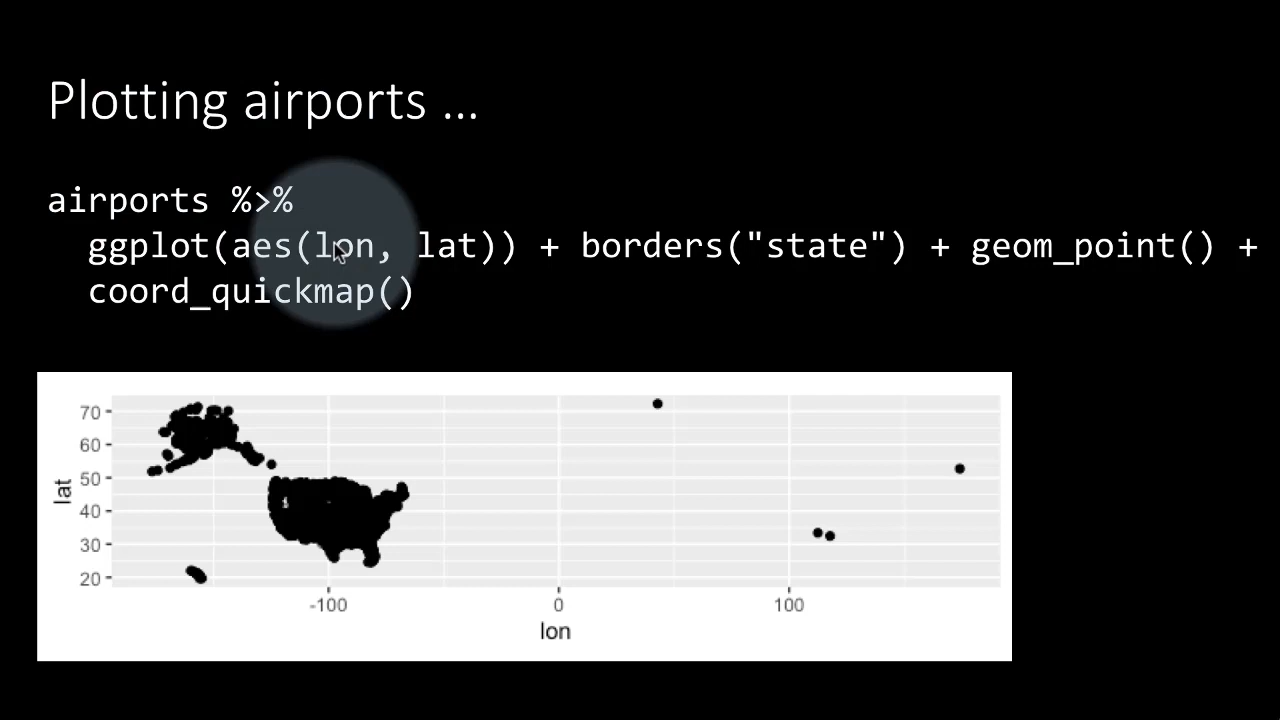 Plotting airports ...
airports %>%
ggplot(aes(lon, lat)) + borders("state") + geom_point() +
coord_quickmap()
70
60
50
40
30
20
lat
-100
0
100
lon